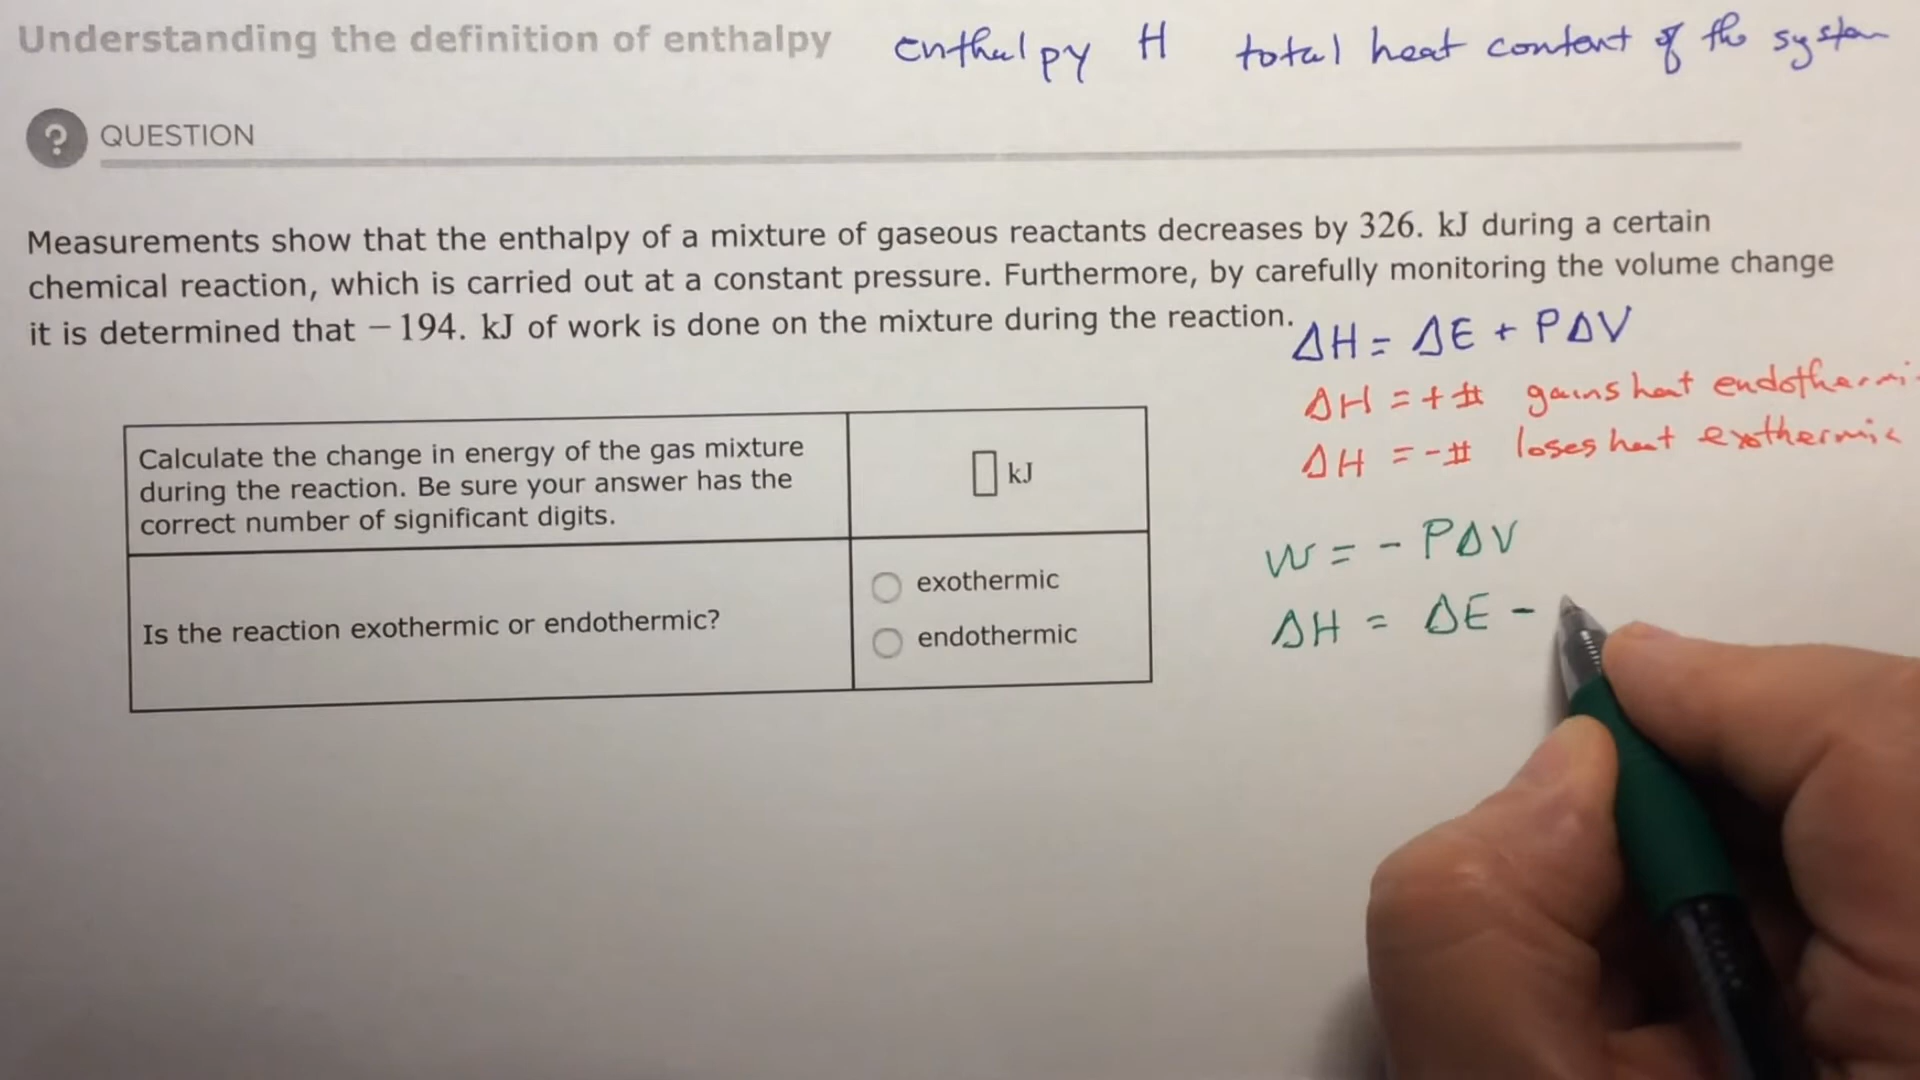 Understanding the definition of enthalpy enthalpy H total heat content of the system
? QUESTION
Measurements show that the enthalpy of a mixture of gaseous reactants decreases by 326. kJ during a certain
chemical reaction, which is carried out at a constant pressure. Furthermore, by carefully monitoring the volume change
it is determined that −194. kJ of work is done on the mixture during the reaction.
ΔH = ΔE + PΔV
ΔH = + # gains heat endothermi
ΔH = - # loses heat exothermic
Calculate the change in energy of the gas mixture
during the reaction. Be sure your answer has the
correct number of significant digits.
kJ
Is the reaction exothermic or endothermic?
exothermic
endothermic
W = - PΔV
ΔH = ΔE -